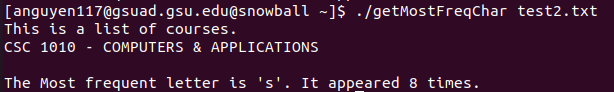 [anguyen117@gsuad.gsu.edu@snowball ~]$ ./getMostFreqChar test2.txt
This is a list of courses.
CSC 1010 - COMPUTERS & APPLICATIONS
The Most frequent letter is 's'. It appeared 8 times.